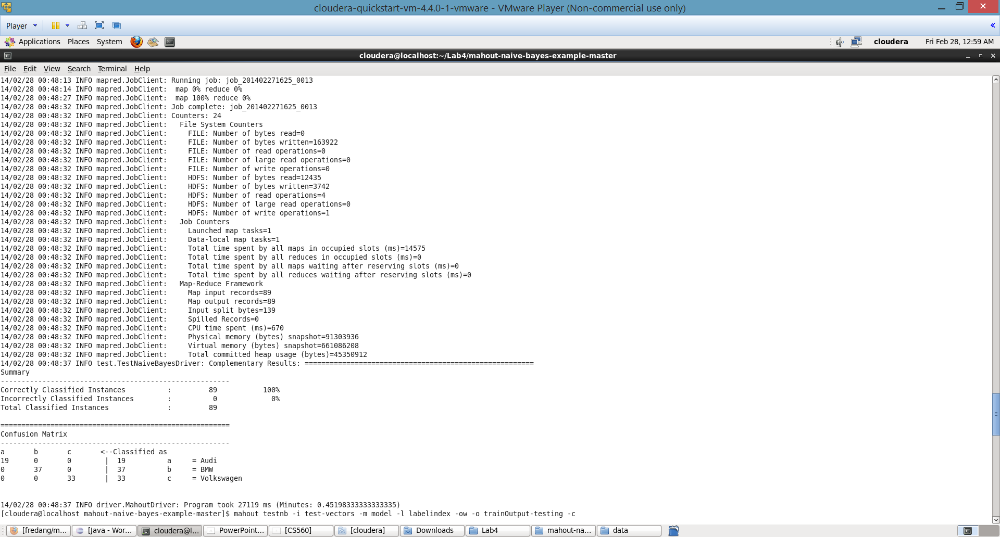 cloudera-quickstart-vm-4.4.0-1-vmware - VMware Player (Non-commercial use only)
Player
Applications Places System cloudera Fri Feb 28, 12:59 AM
cloudera@localhost:~/Lab4/mahout-naive-bayes-example-master
File Edit View Search Terminal Help
14/02/28 00:48:13 INFO mapred.JobClient: Running job: job_201402271625_0013
14/02/28 00:48:14 INFO mapred.JobClient:  map 0% reduce 0%
14/02/28 00:48:27 INFO mapred.JobClient:  map 100% reduce 0%
14/02/28 00:48:32 INFO mapred.JobClient: Job complete: job_201402271625_0013
14/02/28 00:48:32 INFO mapred.JobClient: Counters: 24
14/02/28 00:48:32 INFO mapred.JobClient:   File System Counters
14/02/28 00:48:32 INFO mapred.JobClient:     FILE: Number of bytes read=0
14/02/28 00:48:32 INFO mapred.JobClient:     FILE: Number of bytes written=163922
14/02/28 00:48:32 INFO mapred.JobClient:     FILE: Number of read operations=0
14/02/28 00:48:32 INFO mapred.JobClient:     FILE: Number of large read operations=0
14/02/28 00:48:32 INFO mapred.JobClient:     FILE: Number of write operations=0
14/02/28 00:48:32 INFO mapred.JobClient:     HDFS: Number of bytes read=12435
14/02/28 00:48:32 INFO mapred.JobClient:     HDFS: Number of bytes written=3742
14/02/28 00:48:32 INFO mapred.JobClient:     HDFS: Number of read operations=4
14/02/28 00:48:32 INFO mapred.JobClient:     HDFS: Number of large read operations=0
14/02/28 00:48:32 INFO mapred.JobClient:     HDFS: Number of write operations=1
14/02/28 00:48:32 INFO mapred.JobClient:   Job Counters
14/02/28 00:48:32 INFO mapred.JobClient:     Launched map tasks=1
14/02/28 00:48:32 INFO mapred.JobClient:     Data-local map tasks=1
14/02/28 00:48:32 INFO mapred.JobClient:     Total time spent by all maps in occupied slots (ms)=14575
14/02/28 00:48:32 INFO mapred.JobClient:     Total time spent by all reduces in occupied slots (ms)=0
14/02/28 00:48:32 INFO mapred.JobClient:     Total time spent by all maps waiting after reserving slots (ms)=0
14/02/28 00:48:32 INFO mapred.JobClient:     Total time spent by all reduces waiting after reserving slots (ms)=0
14/02/28 00:48:32 INFO mapred.JobClient:   Map-Reduce Framework
14/02/28 00:48:32 INFO mapred.JobClient:     Map input records=89
14/02/28 00:48:32 INFO mapred.JobClient:     Map output records=89
14/02/28 00:48:32 INFO mapred.JobClient:     Input split bytes=139
14/02/28 00:48:32 INFO mapred.JobClient:     Spilled Records=0
14/02/28 00:48:32 INFO mapred.JobClient:     CPU time spent (ms)=670
14/02/28 00:48:32 INFO mapred.JobClient:     Physical memory (bytes) snapshot=91303936
14/02/28 00:48:32 INFO mapred.JobClient:     Virtual memory (bytes) snapshot=661086208
14/02/28 00:48:32 INFO mapred.JobClient:     Total committed heap usage (bytes)=45350912
14/02/28 00:48:37 INFO test.TestNaiveBayesDriver: Complementary Results: =======================================================
Summary
-------------------------------------------------------
Correctly Classified Instances          :         89           100%
Incorrectly Classified Instances        :          0             0%
Total Classified Instances              :         89
=======================================================
Confusion Matrix
-------------------------------------------------------
a       b       c       <--Classified as
19      0       0        |  19          a     = Audi
0       37      0        |  37          b     = BMW
0       0       33       |  33          c     = Volkswagen
14/02/28 00:48:37 INFO driver.MahoutDriver: Program took 27119 ms (Minutes: 0.45198333333333335)
[cloudera@localhost mahout-naive-bayes-example-master]$ mahout testnb -i test-vectors -m model -l labelindex -ow -o trainOutput-testing -c
[fredang/m... [Java - Wor... cloudera@l... PowerPoint... [CS560] [cloudera] Downloads Lab4 mahout-na... data